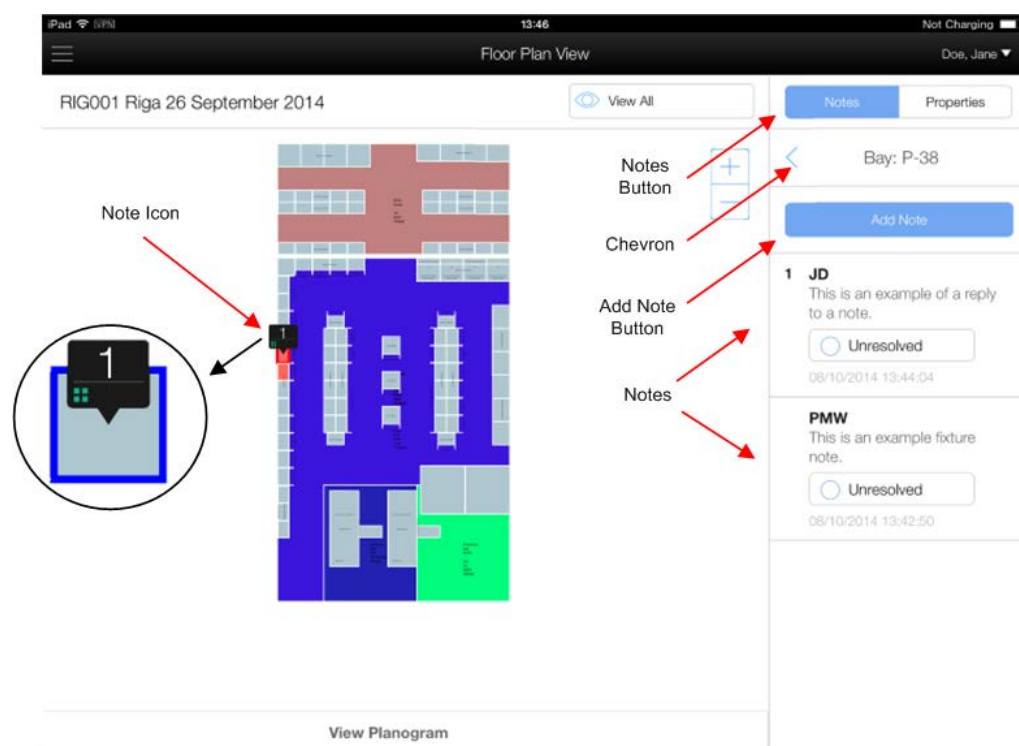 iPad VPN 13:46 Not Charging
Floor Plan View Doe, Jane
RIG001 Riga 26 September 2014
View All
Notes Properties
Notes
Button
Bay: P-38
+
−
Note Icon
Chevron
Add Note
1
1
Add Note
Button
Notes
1 JD
This is an example of a reply
to a note.
Unresolved
08/10/2014 13:44:04
PMW
This is an example fixture
note.
Unresolved
08/10/2014 13:42:50
View Planogram